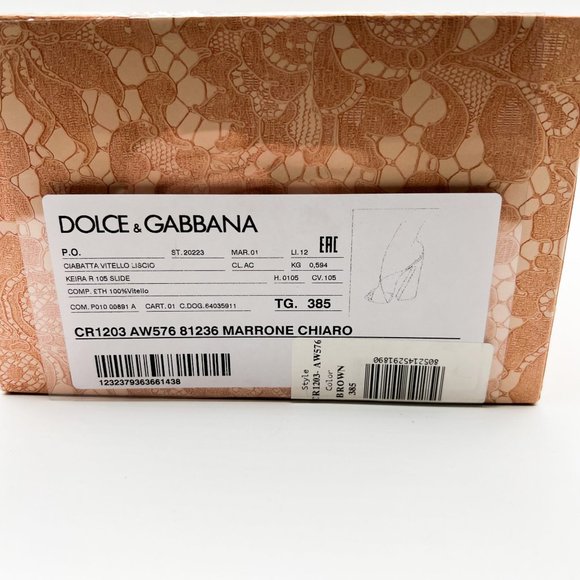 DOLCE & GABBANA
P.O. ST. 20223 MAR. 01 LI. 12 EAC
CIABATTA VITELLO LISCIO CL. AC KG 0,594
KEIRA R 105 SLIDE H. 0105 CV. 105
COMP. £TH 100%Vitello
COM. P010 00891 A CART. 01 C.DOG. 64035911 TG. 385
CR1203 AW576 81236 MARRONE CHIARO
1232379363661438
Style
CR1203- AW576
Color
BROWN
385
8052145291890